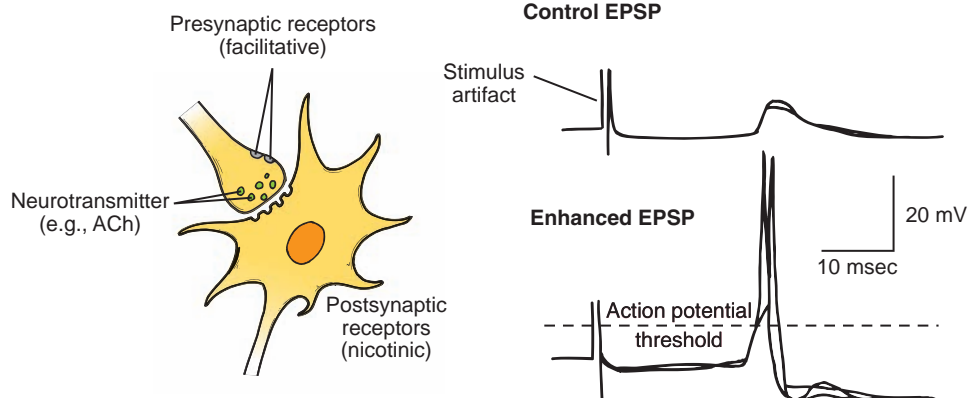 Presynaptic receptors
(facilitative)
Neurotransmitter
(e.g., ACh)
Postsynaptic
receptors
(nicotinic)
Control EPSP
Stimulus
artifact
Enhanced EPSP
20 mV
10 msec
Action potential
threshold